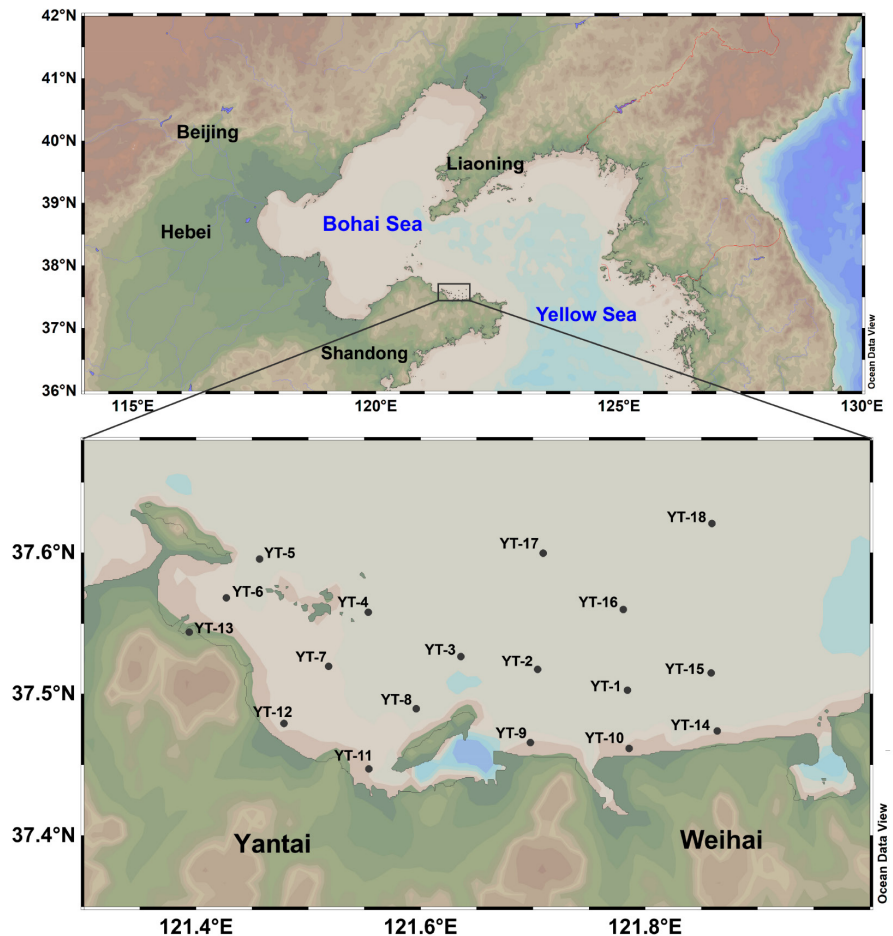 42°N
41°N
Beijing
40°N
Liaoning
39°N
Hebei
Bohai Sea
38°N
Yellow Sea
37°N
Shandong
36°N
Ocean Data View
115°E
120°E
125°E
130°E
YT-18
YT-17
37.6°N
YT-5
YT-6
YT-4
YT-16
YT-13
YT-3
YT-7
YT-2
YT-15
37.5°N
YT-1
YT-8
YT-12
YT-14
YT-9
YT-10
YT-11
37.4°N
Yantai
Weihai
Ocean Data View
121.4°E
121.6°E
121.8°E